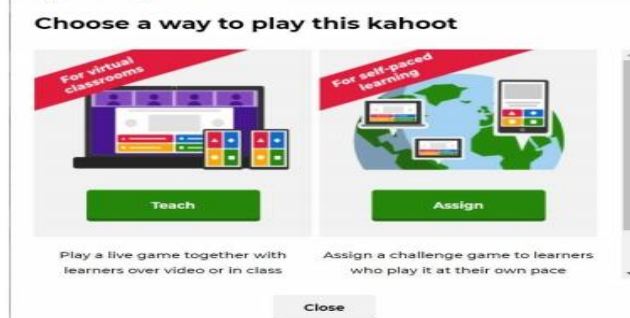 Choose a way to play this kahoot
For virtual
classrooms
For self-paced
learning
Teach
Assign
Play a live game together with
learners over video or in class
Assign a challenge game to learners
who play it at their own pace
Close